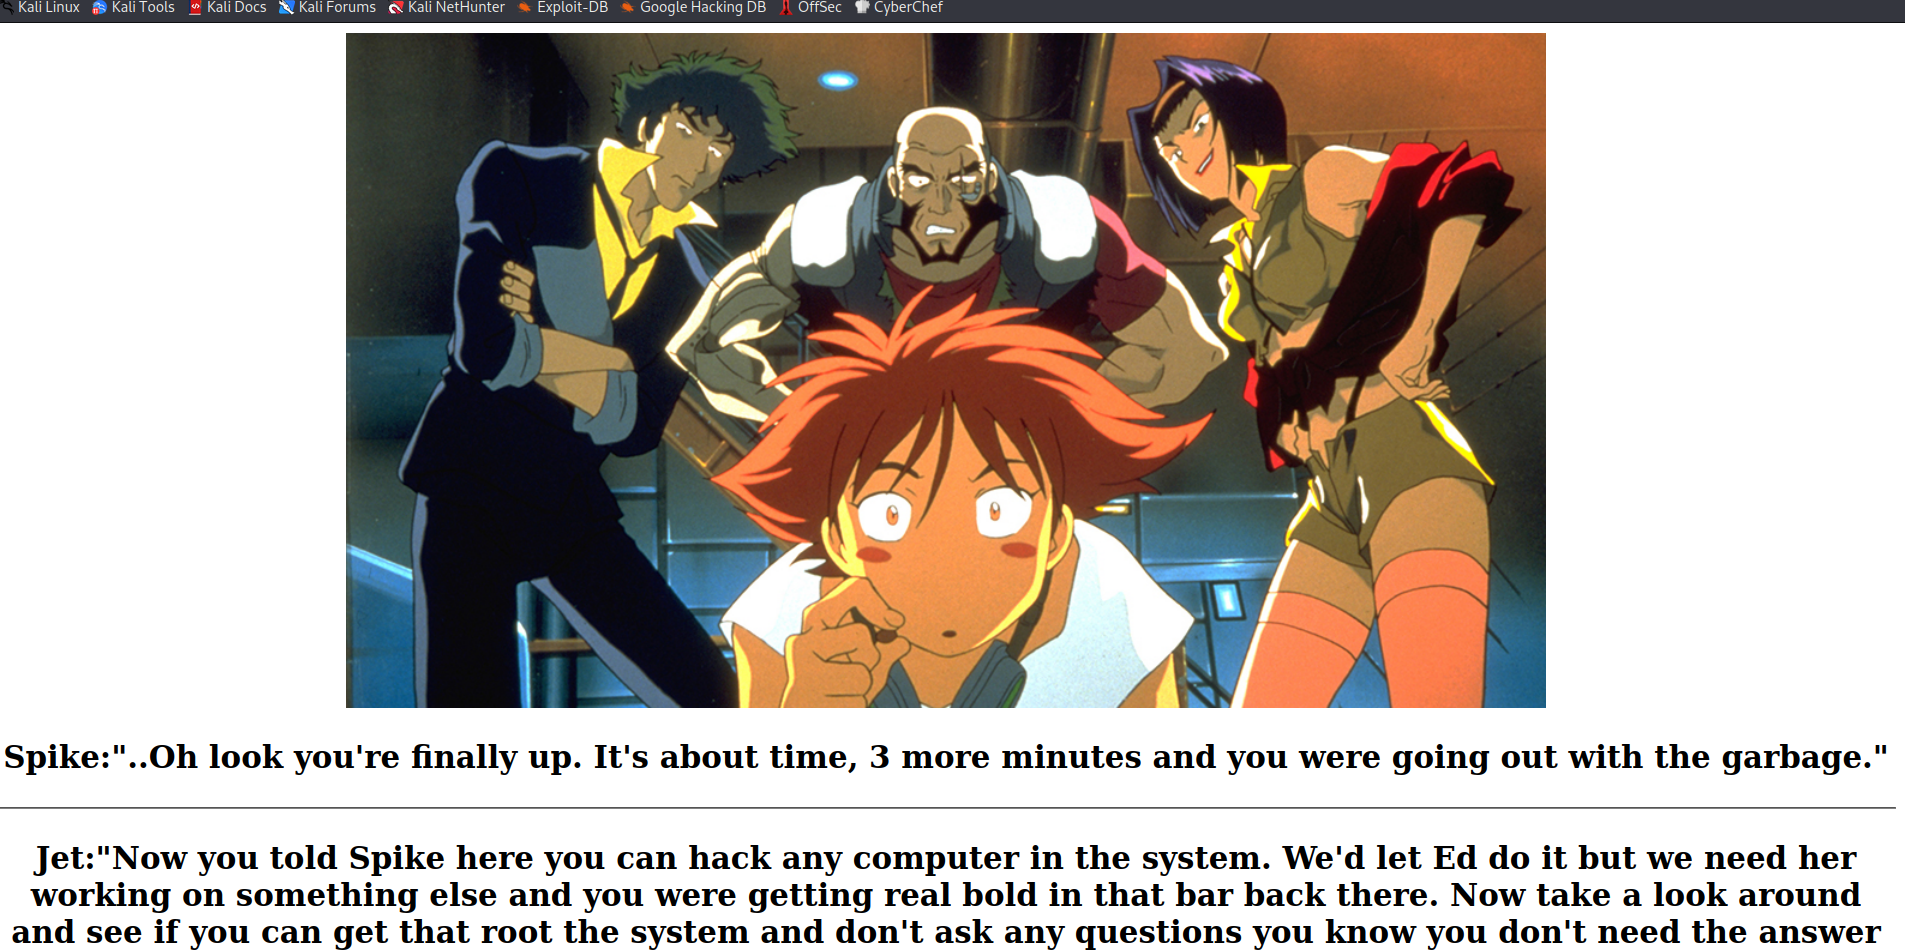 Kali Linux Kali Tools Kali Docs Kali Forums Kali NetHunter Exploit-DB Google Hacking DB OffSec CyberChef
Spike:"..Oh look you're finally up. It's about time, 3 more minutes and you were going out with the garbage."
Jet:"Now you told Spike here you can hack any computer in the system. We'd let Ed do it but we need her
working on something else and you were getting real bold in that bar back there. Now take a look around
and see if you can get that root the system and don't ask any questions you know you don't need the answer